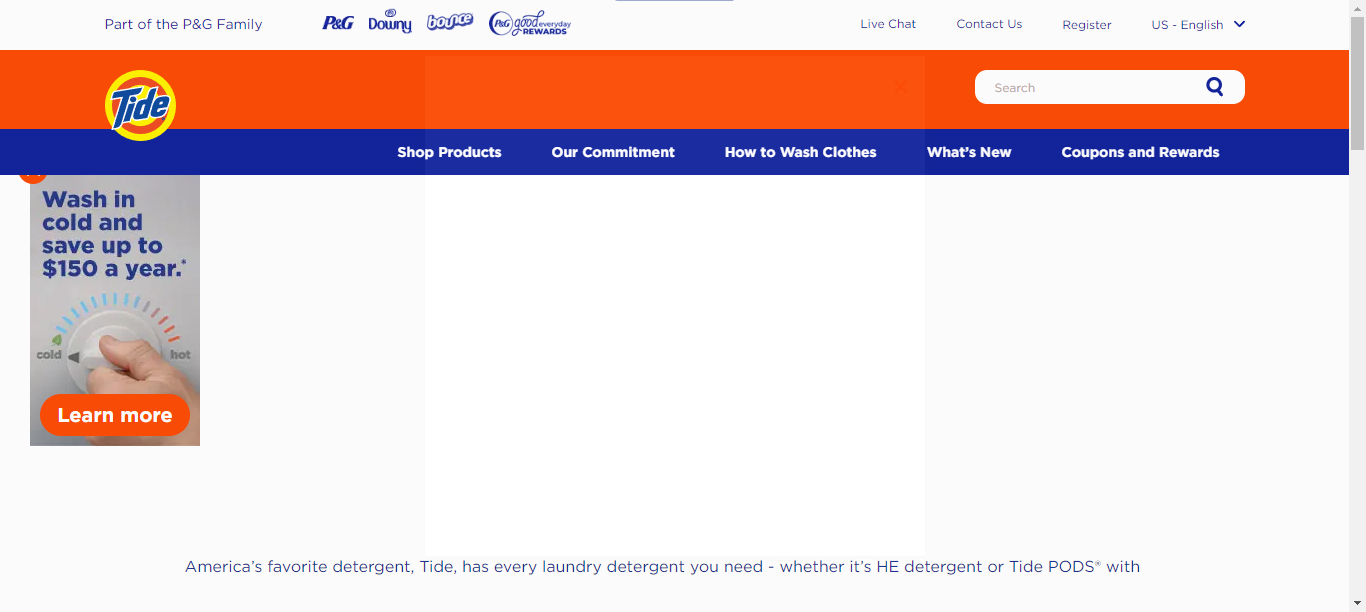 Part of the P&G Family
P&G
Downy
bounce
P&G good everyday
REWARDS
Live Chat
Contact Us
Register
US - English
Tide
Search
Shop Products
Our Commitment
How to Wash Clothes
What's New
Coupons and Rewards
Wash in
cold and
save up to
$150 a year.*
cold
hot
Learn more
America's favorite detergent, Tide, has every laundry detergent you need - whether it's HE detergent or Tide PODS® with